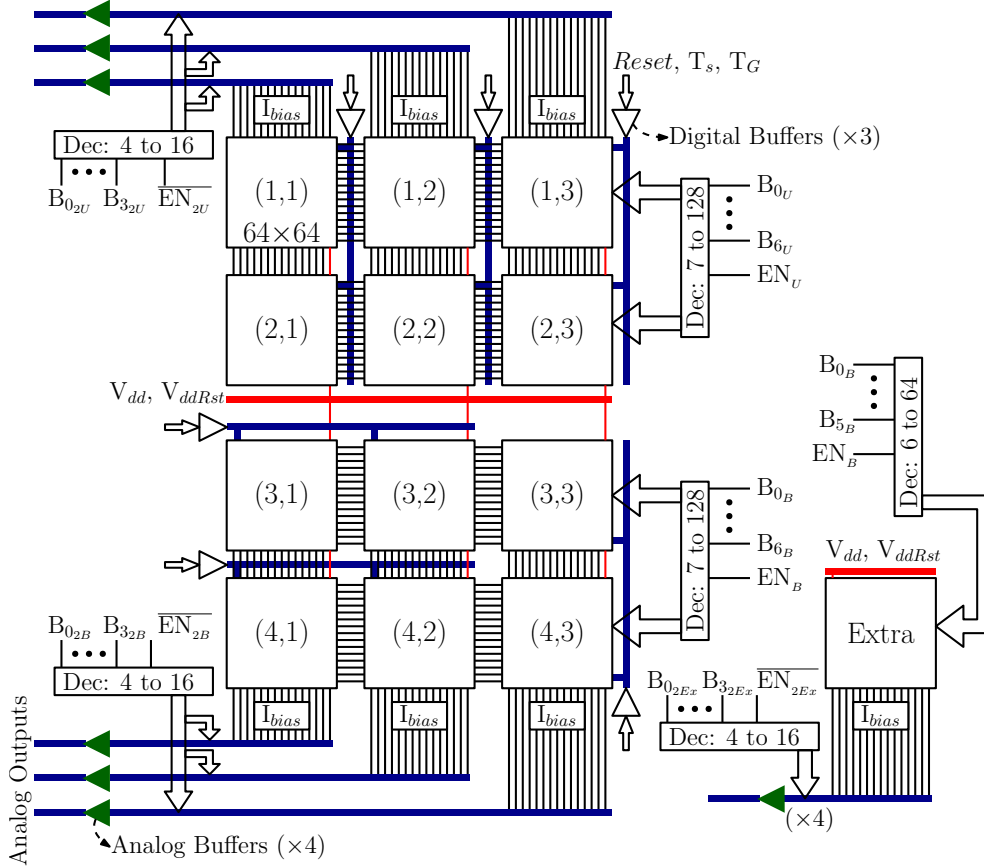 Reset, T_s, T_G
I_bias I_bias I_bias
Digital Buffers (×3)
Dec: 4 to 16
B_0_2U B_3_2U EN_2U
(1,1) (1,2) (1,3)
64×64
Dec: 7 to 128
B_0_U
B_6_U
EN_U
(2,1) (2,2) (2,3)
V_dd, V_ddRst
B_0_B
B_5_B
EN_B
Dec: 6 to 64
(3,1) (3,2) (3,3)
Dec: 7 to 128
B_0_B
B_6_B
EN_B
V_dd, V_ddRst
Extra
(4,1) (4,2) (4,3)
B_0_2B B_3_2B EN_2B
Dec: 4 to 16
B_0_2Ex B_3_2Ex EN_2Ex
Dec: 4 to 16
I_bias I_bias I_bias
I_bias
(×4)
Analog Outputs
Analog Buffers (×4)